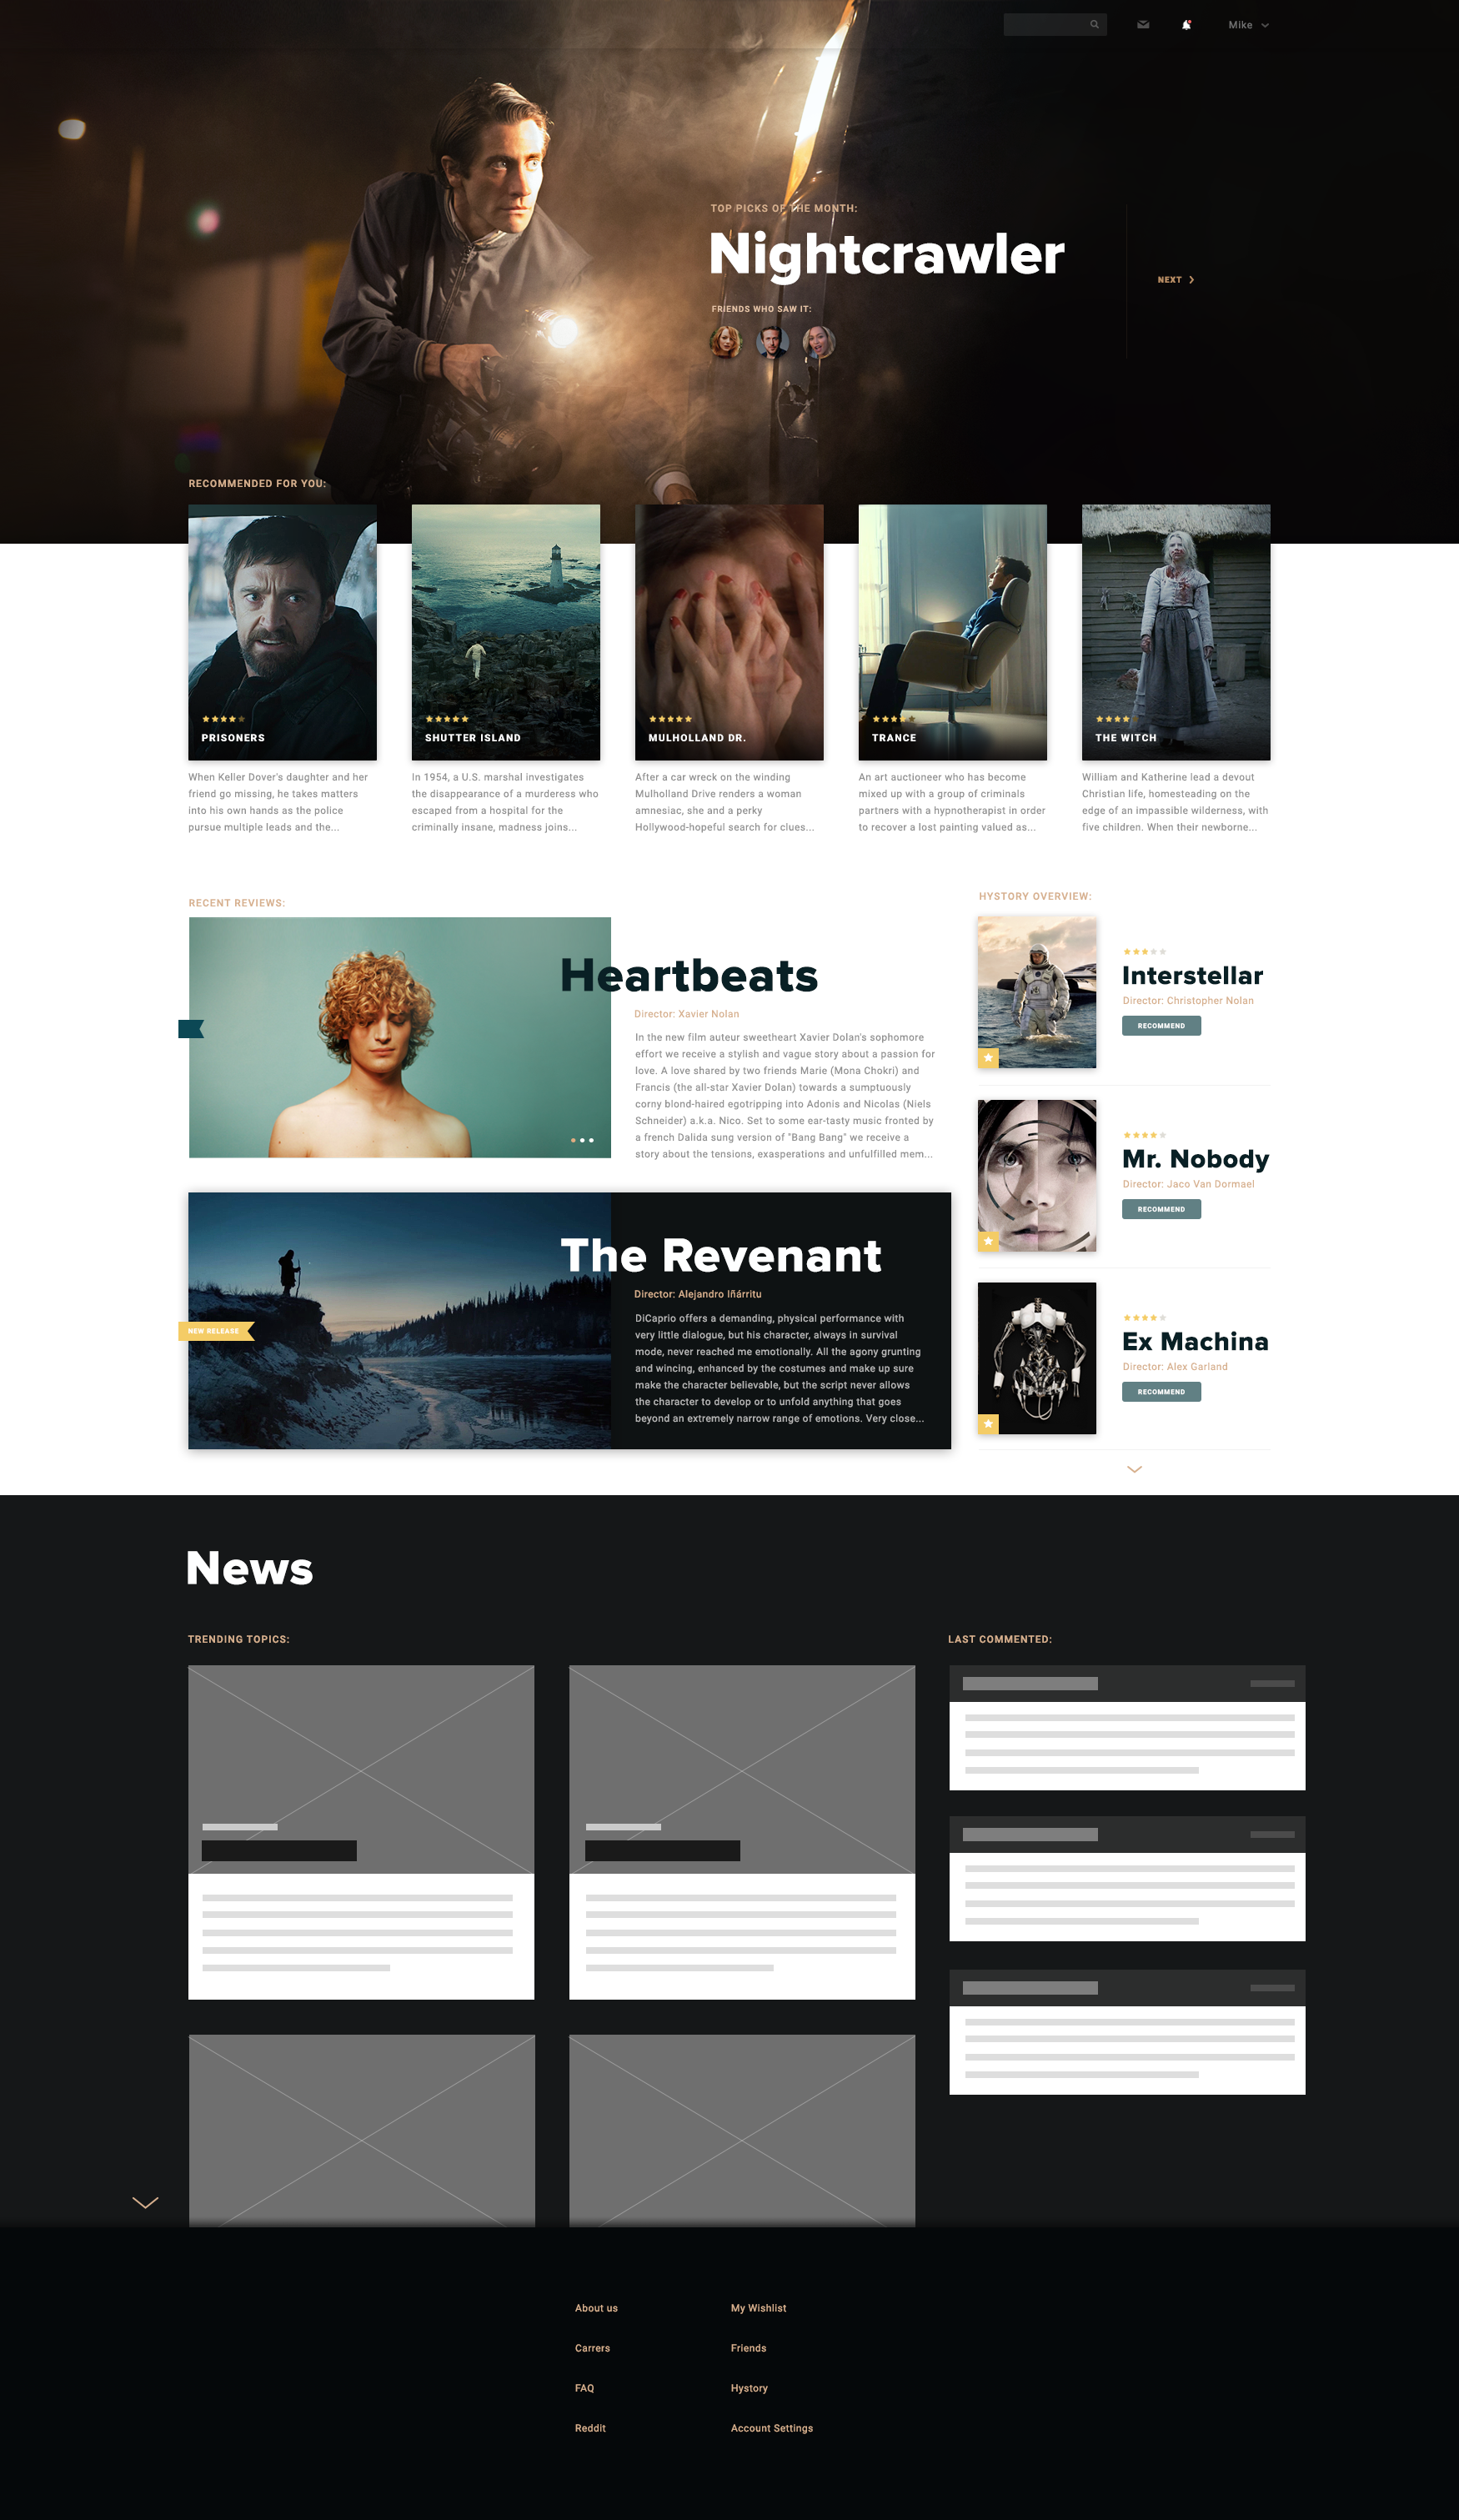 Mike
TOP PICKS OF THE MONTH:
Nightcrawler
NEXT
FRIENDS WHO SAW IT:
RECOMMENDED FOR YOU:
PRISONERS
When Keller Dover's daughter and her
friend go missing, he takes matters
into his own hands as the police
pursue multiple leads and the...
SHUTTER ISLAND
In 1954, a U.S. marshal investigates
the disappearance of a murderess who
escaped from a hospital for the
criminally insane, madness joins...
MULHOLLAND DR.
After a car wreck on the winding
Mulholland Drive renders a woman
amnesiac, she and a perky
Hollywood-hopeful search for clues...
TRANCE
An art auctioneer who has become
mixed up with a group of criminals
partners with a hypnotherapist in order
to recover a lost painting valued as...
THE WITCH
William and Katherine lead a devout
Christian life, homesteading on the
edge of an impassible wilderness, with
five children. When their newborne...
RECENT REVIEWS:
Heartbeats
Director: Xavier Nolan
In the new film auteur sweetheart Xavier Dolan's sophomore
effort we receive a stylish and vague story about a passion for
love. A love shared by two friends Marie (Mona Chokri) and
Francis (the all-star Xavier Dolan) towards a sumptuously
corny blond-haired egotripping into Adonis and Nicolas (Niels
Schneider) a.k.a. Nico. Set to some ear-tasty music fronted by
a french Dalida sung version of "Bang Bang" we receive a
story about the tensions, exasperations and unfulfilled mem...
NEW RELEASE
The Revenant
Director: Alejandro Iñárritu
DiCaprio offers a demanding, physical performance with
very little dialogue, but his character, always in survival
mode, never reached me emotionally. All the agony grunting
and wincing, enhanced by the costumes and make up sure
make the character believable, but the script never allows
the character to develop or to unfold anything that goes
beyond an extremely narrow range of emotions. Very close...
HYSTORY OVERVIEW:
Interstellar
Director: Christopher Nolan
RECOMMEND
Mr. Nobody
Director: Jaco Van Dormael
RECOMMEND
Ex Machina
Director: Alex Garland
RECOMMEND
News
TRENDING TOPICS:
LAST COMMENTED:
About us
Carrers
FAQ
Reddit
My Wishlist
Friends
Hystory
Account Settings